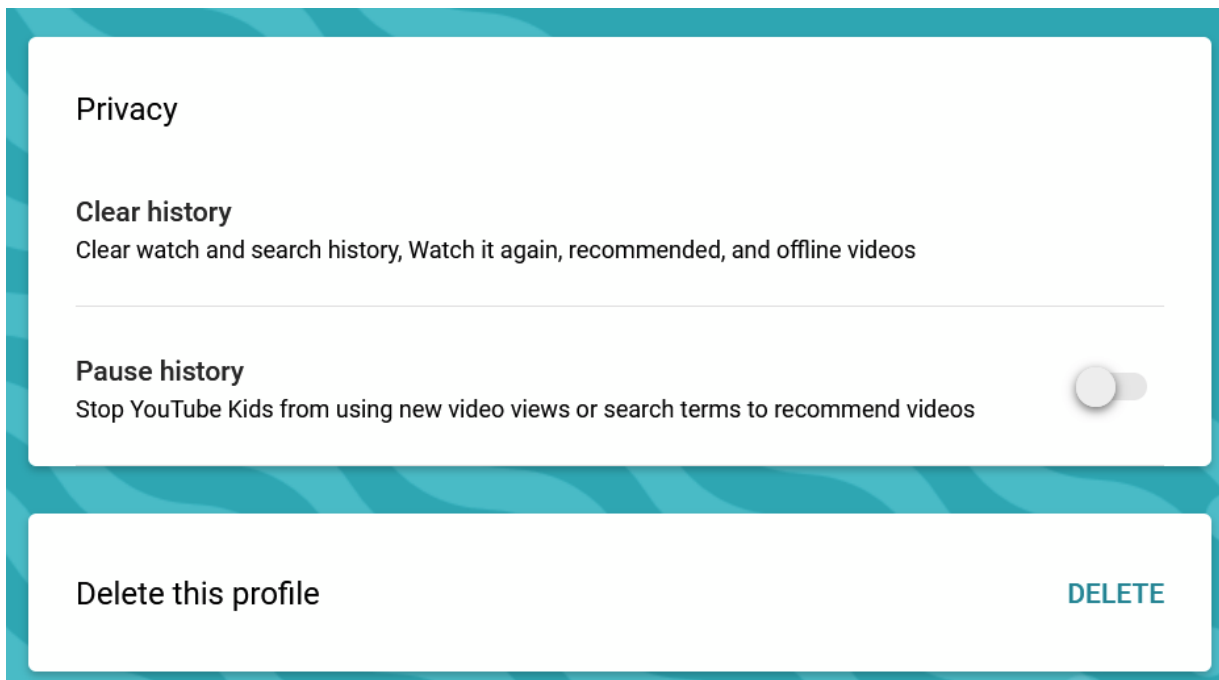 Privacy
Clear history
Clear watch and search history, Watch it again, recommended, and offline videos
Pause history
Stop YouTube Kids from using new video views or search terms to recommend videos
Delete this profile
DELETE